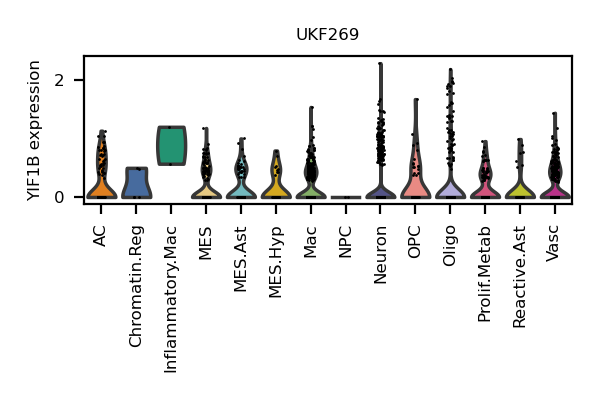 UKF269
YIF1B expression
2
0
AC
Chromatin.Reg
Inflammatory.Mac
MES
MES.Ast
MES.Hyp
Mac
NPC
Neuron
OPC
Oligo
Prolif.Metab
Reactive.Ast
Vasc